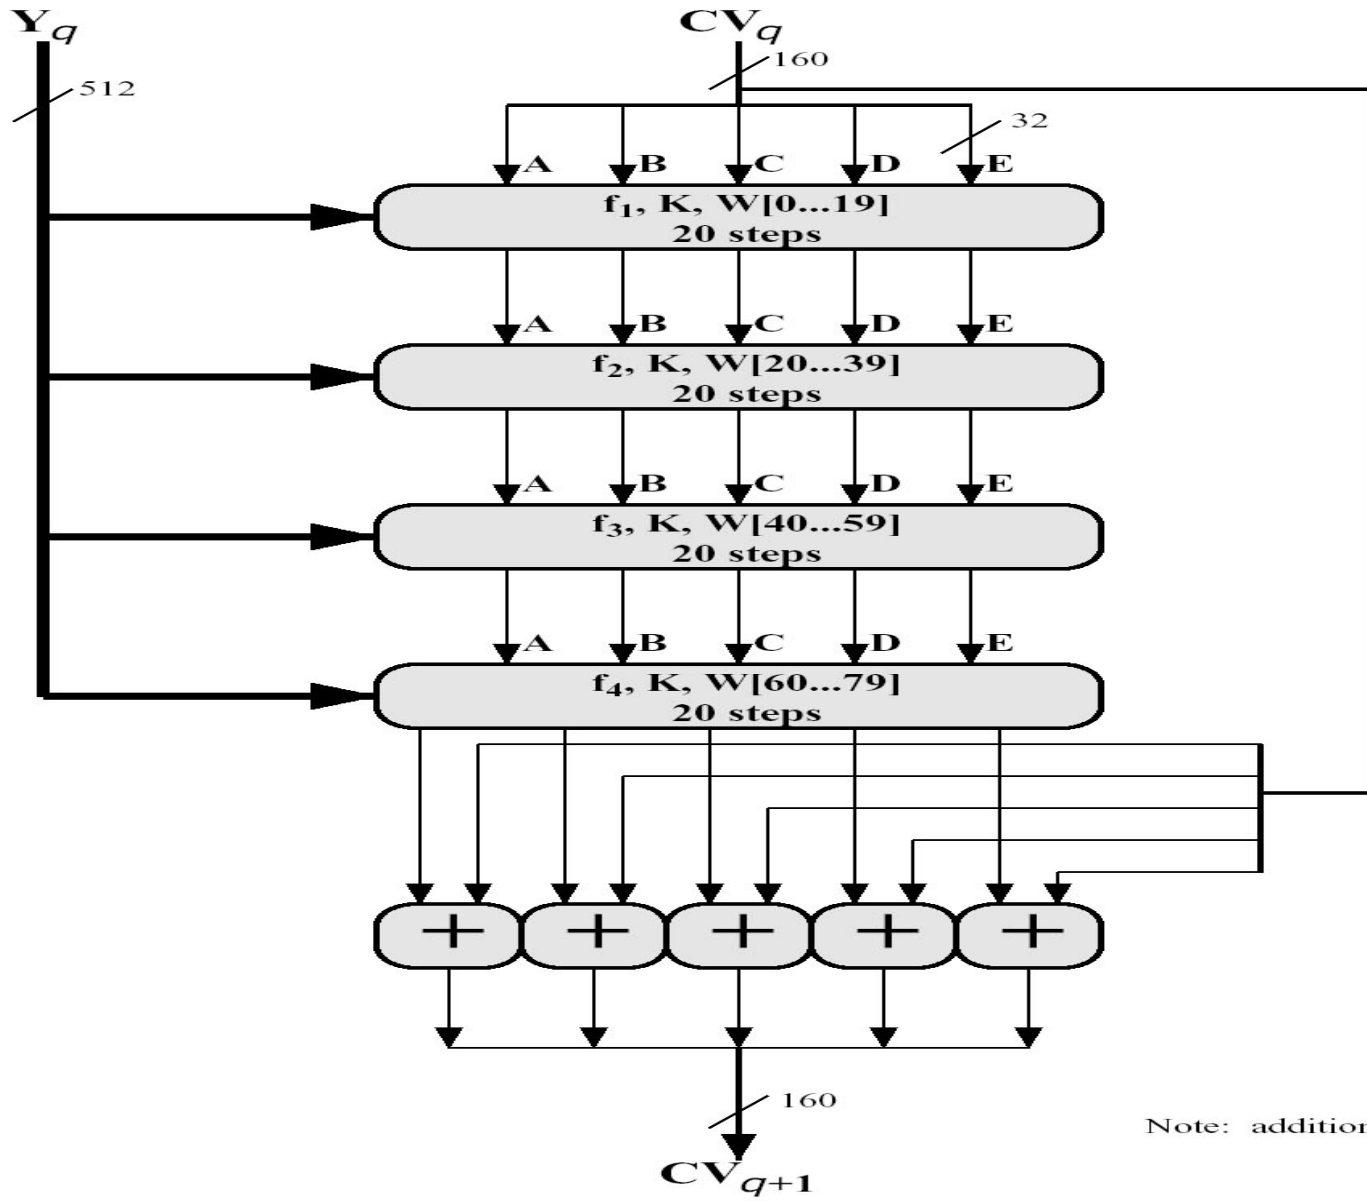 Yq CVq
160
512
32
A B C D E
f1, K, W[0...19]
20 steps
A B C D E
f2, K, W[20...39]
20 steps
A B C D E
f3, K, W[40...59]
20 steps
A B C D E
f4, K, W[60...79]
20 steps
+ + + + +
160
Note: addition
CVq+1